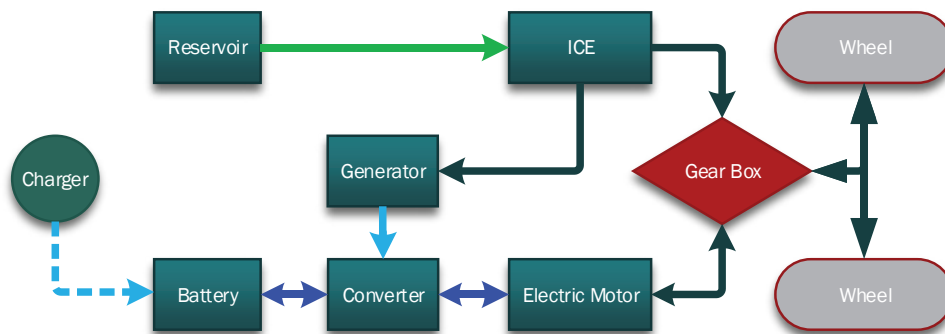 Reservoir
ICE
Wheel
Charger
Generator
Gear Box
Battery
Converter
Electric Motor
Wheel